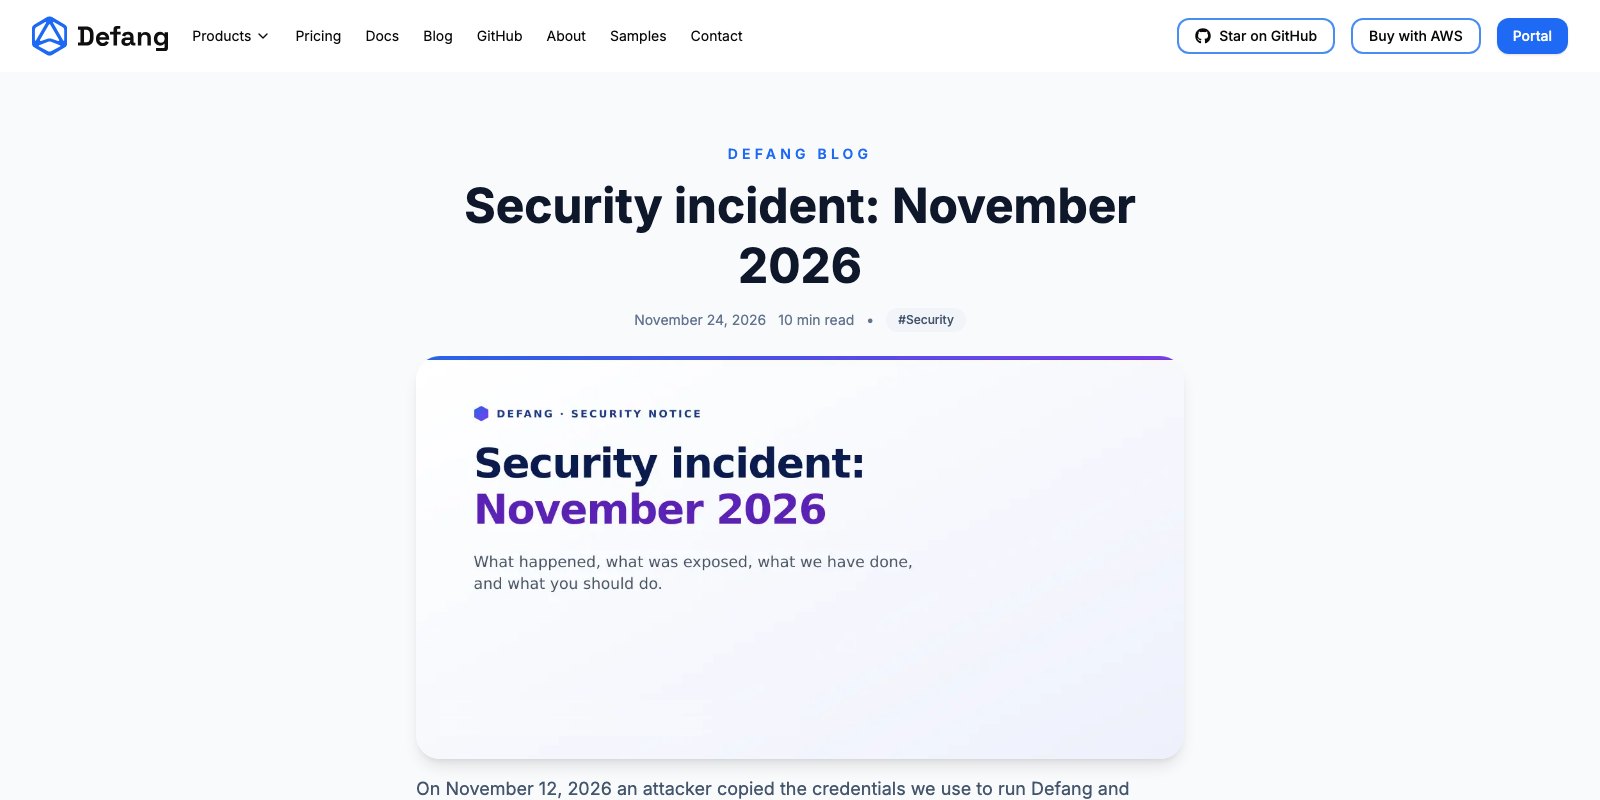 Defang
Products
Pricing
Docs
Blog
GitHub
About
Samples
Contact
Star on GitHub
Buy with AWS
Portal
DEFANG BLOG
Security incident: November
2026
November 24, 2026 10 min read • #Security
DEFANG · SECURITY NOTICE
Security incident:
November 2026
What happened, what was exposed, what we have done,
and what you should do.
On November 12, 2026 an attacker copied the credentials we use to run Defang and